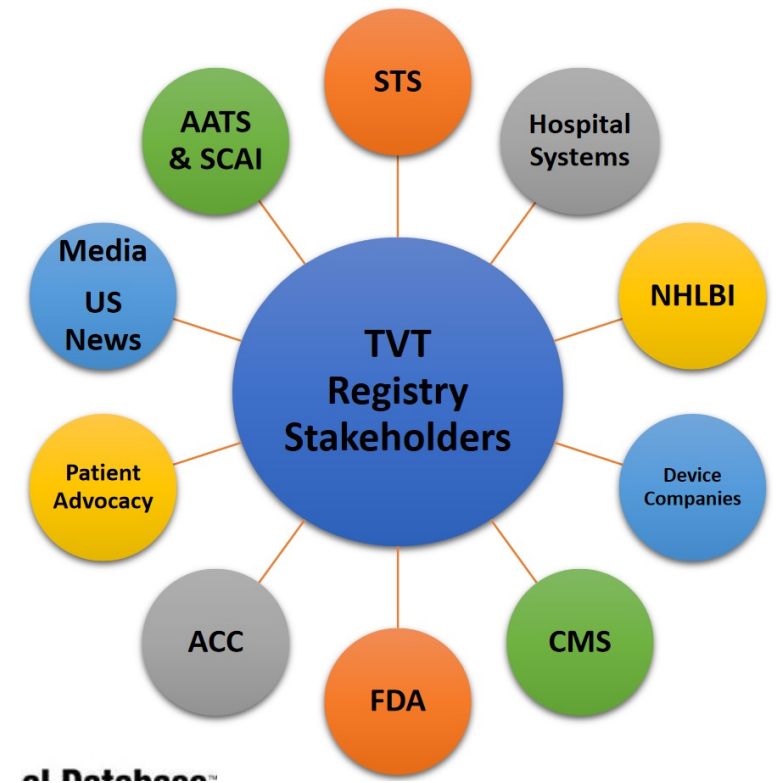 STS
Hospital
Systems
NHLBI
Device
Companies
CMS
FDA
ACC
Patient
Advocacy
Media
US
News
AATS
& SCAI
TVT
Registry
Stakeholders
Database™